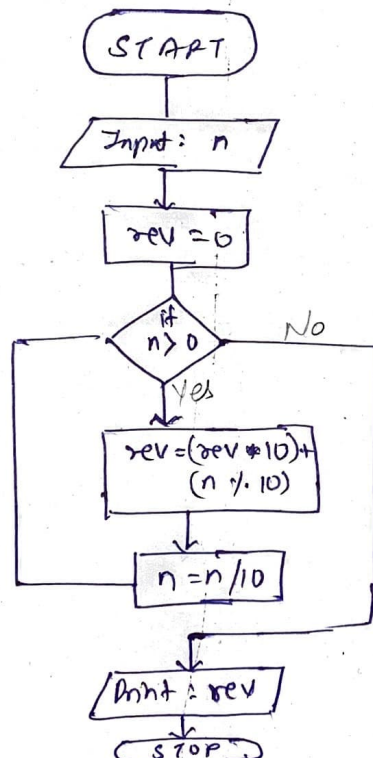 START
Input: n
rev = 0
if
n > 0
No
Yes
rev = (rev * 10) +
(n % 10)
n = n/10
Print : rev
STOP